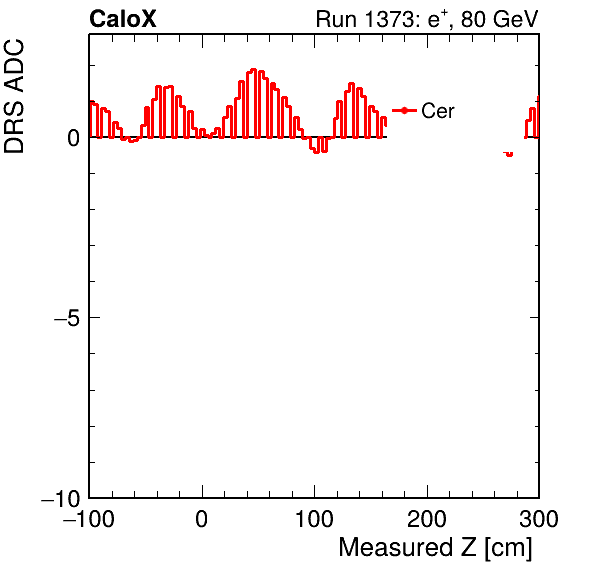 CaloX Run 1373: e⁺, 80 GeV
DRS ADC
Cer
0
−5
−10
−100 0 100 200 300
Measured Z [cm]